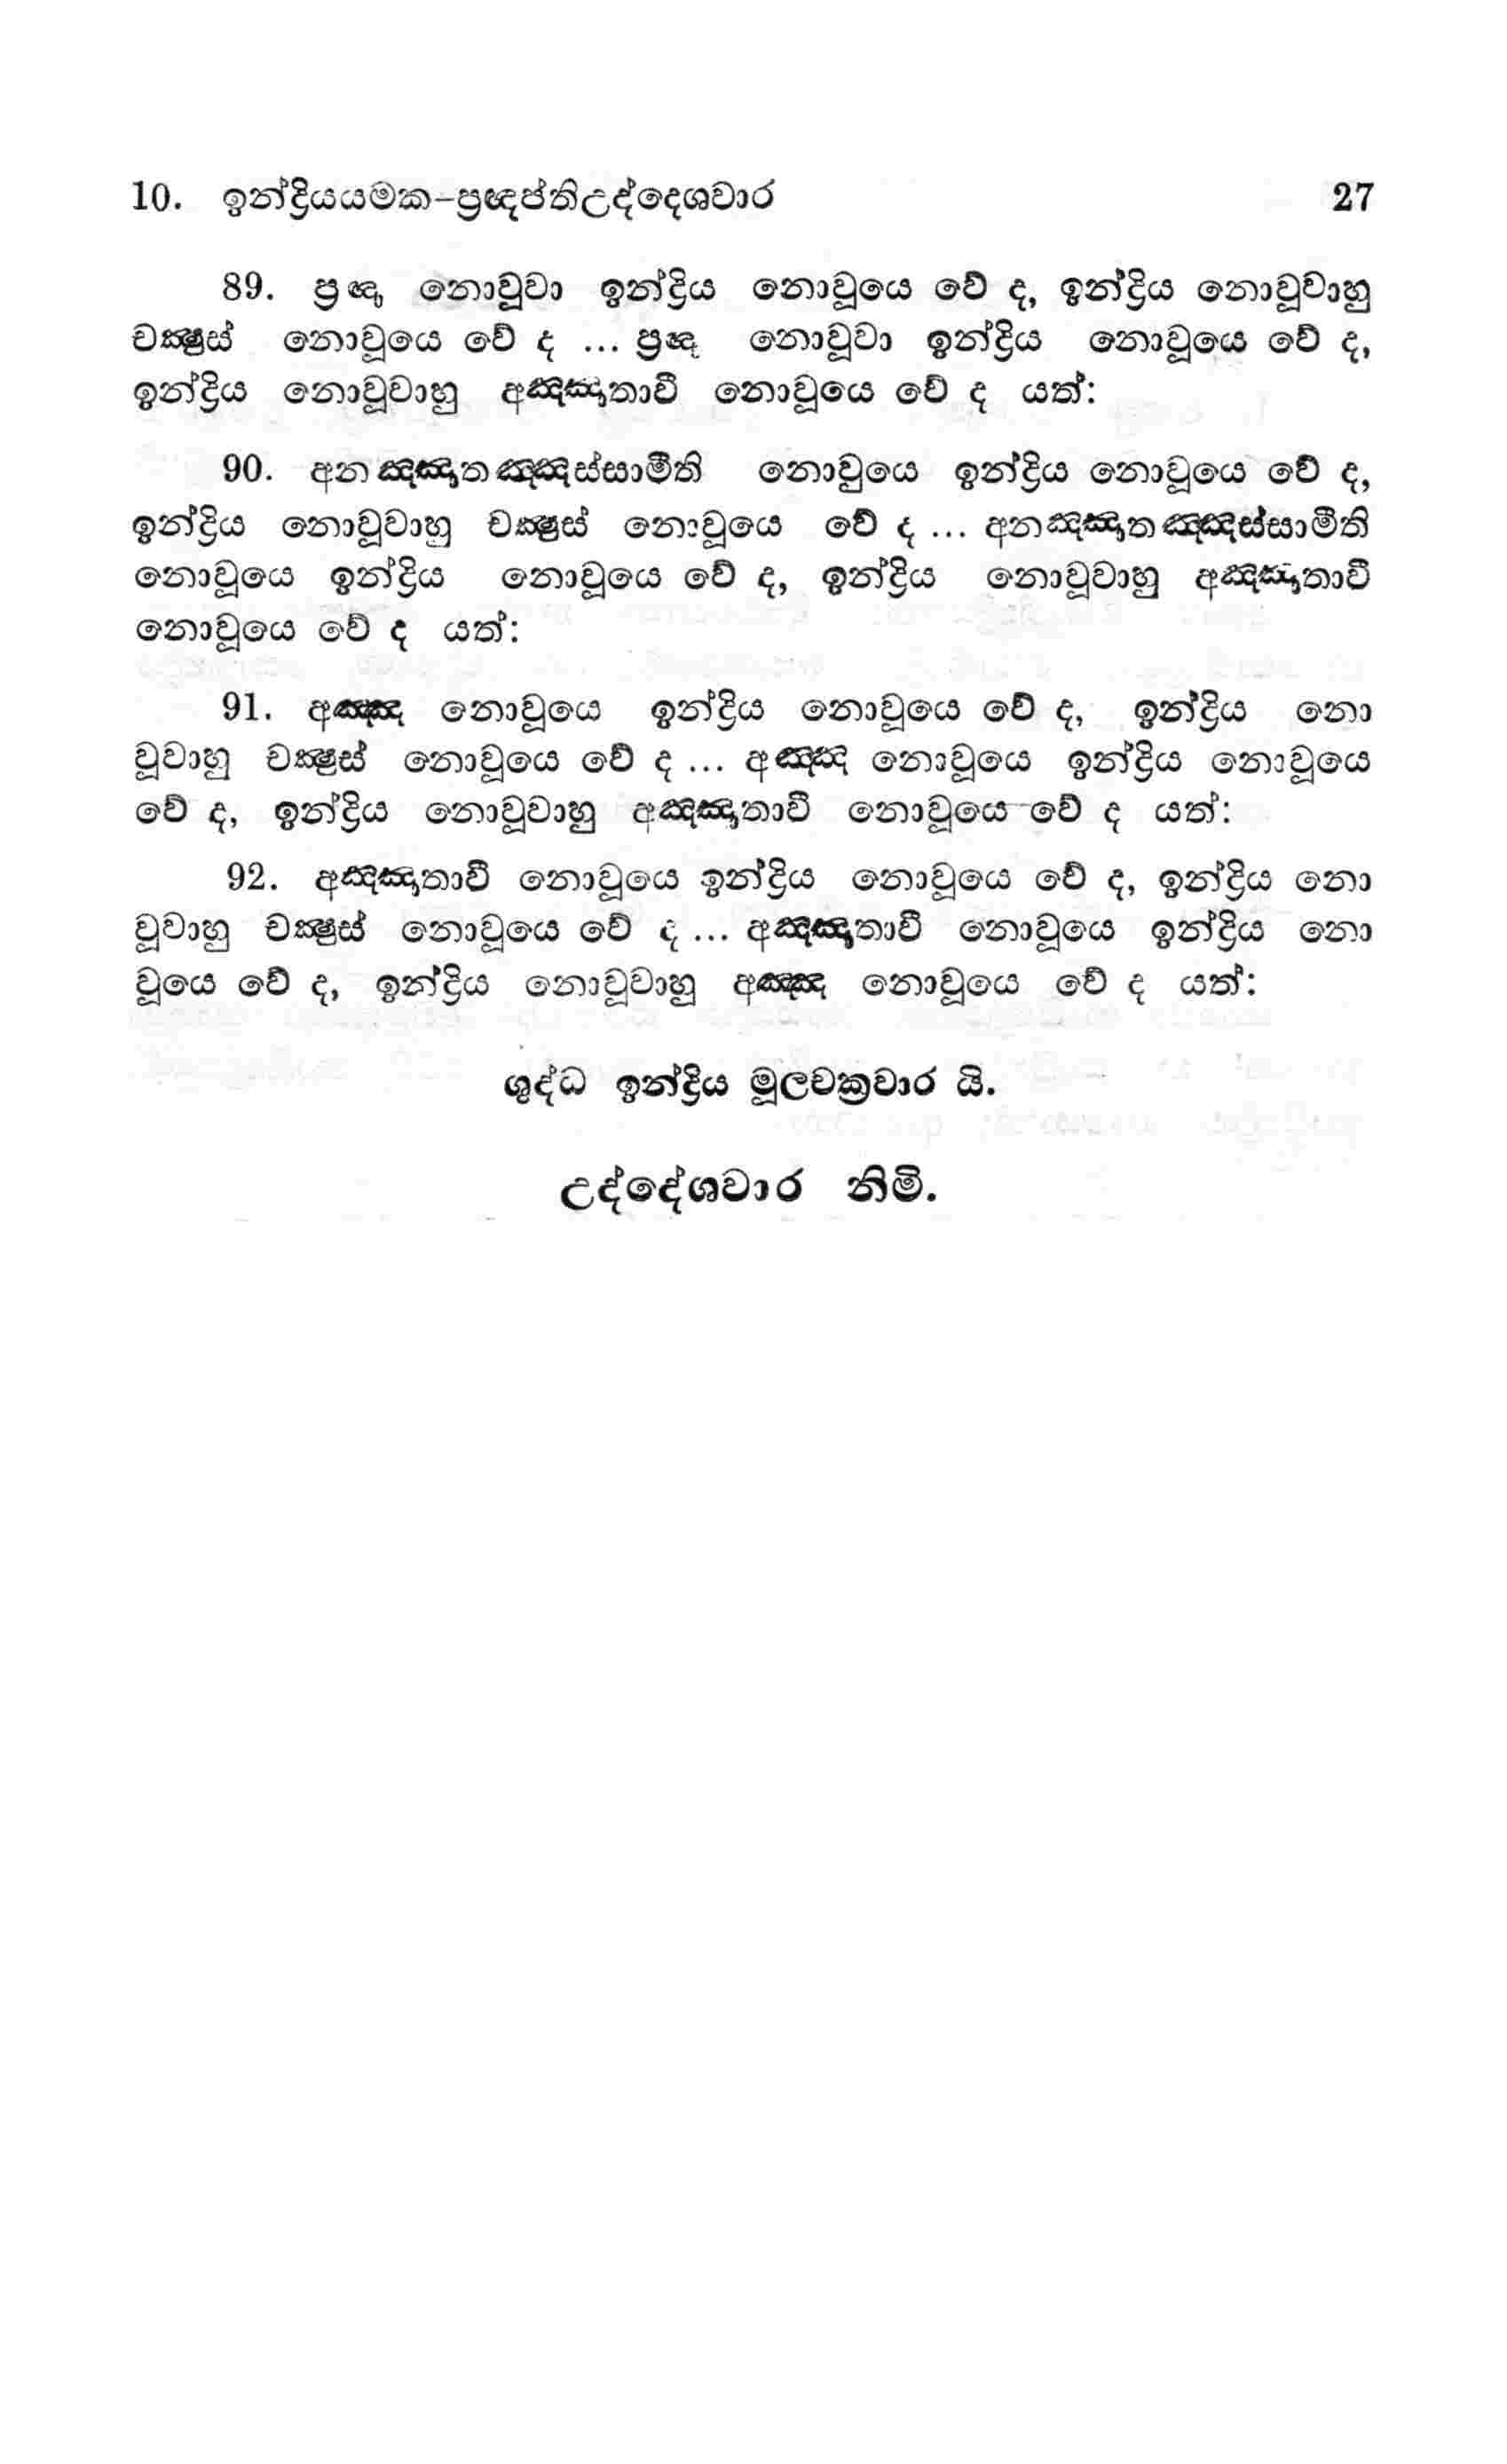 10. ඉන්ද්‍රියයමක-ප්‍රඥප්තිඋද්දෙශවාර 27
89. ප්‍රඥා නොවූවා ඉන්ද්‍රිය නොවූයෙ වේ ද, ඉන්ද්‍රිය නොවූවාහු
චක්‍ෂුස් නොවූයෙ වේ ද ... ප්‍රඥා නොවූවා ඉන්ද්‍රිය නොවූයෙ වේ ද,
ඉන්ද්‍රිය නොවූවාහු අඤ්ඤාතාවී නොවූයෙ වේ ද යත්:
90. අනඤ්ඤාතඤ්ඤස්සාමීති නොවුයෙ ඉන්ද්‍රිය නොවූයෙ වේ ද,
ඉන්ද්‍රිය නොවූවාහු චක්‍ෂුස් නොවූයෙ වේ ද ... අනඤ්ඤාතඤ්ඤස්සාමීති
නොවූයෙ ඉන්ද්‍රිය නොවූයෙ වේ ද, ඉන්ද්‍රිය නොවූවාහු අඤ්ඤාතාවී
නොවූයෙ වේ ද යත්:
91. අඤ්ඤ නොවූයෙ ඉන්ද්‍රිය නොවූයෙ වේ ද, ඉන්ද්‍රිය නො
වූවාහු චක්‍ෂුස් නොවූයෙ වේ ද ... අඤ්ඤ නොවූයෙ ඉන්ද්‍රිය නොවූයෙ
වේ ද, ඉන්ද්‍රිය නොවූවාහු අඤ්ඤාතාවී නොවූයෙ වේ ද යත්:
92. අඤ්ඤාතාවී නොවූයෙ ඉන්ද්‍රිය නොවූයෙ වේ ද, ඉන්ද්‍රිය නො
වූවාහු චක්‍ෂුස් නොවූයෙ වේ ද ... අඤ්ඤාතාවී නොවූයෙ ඉන්ද්‍රිය නො
වූයෙ වේ ද, ඉන්ද්‍රිය නොවූවාහු අඤ්ඤ නොවූයෙ වේ ද යත්:
ශුද්ධ ඉන්ද්‍රිය මූලචක්‍රවාර යි.
උද්දේශවාර නිමි.